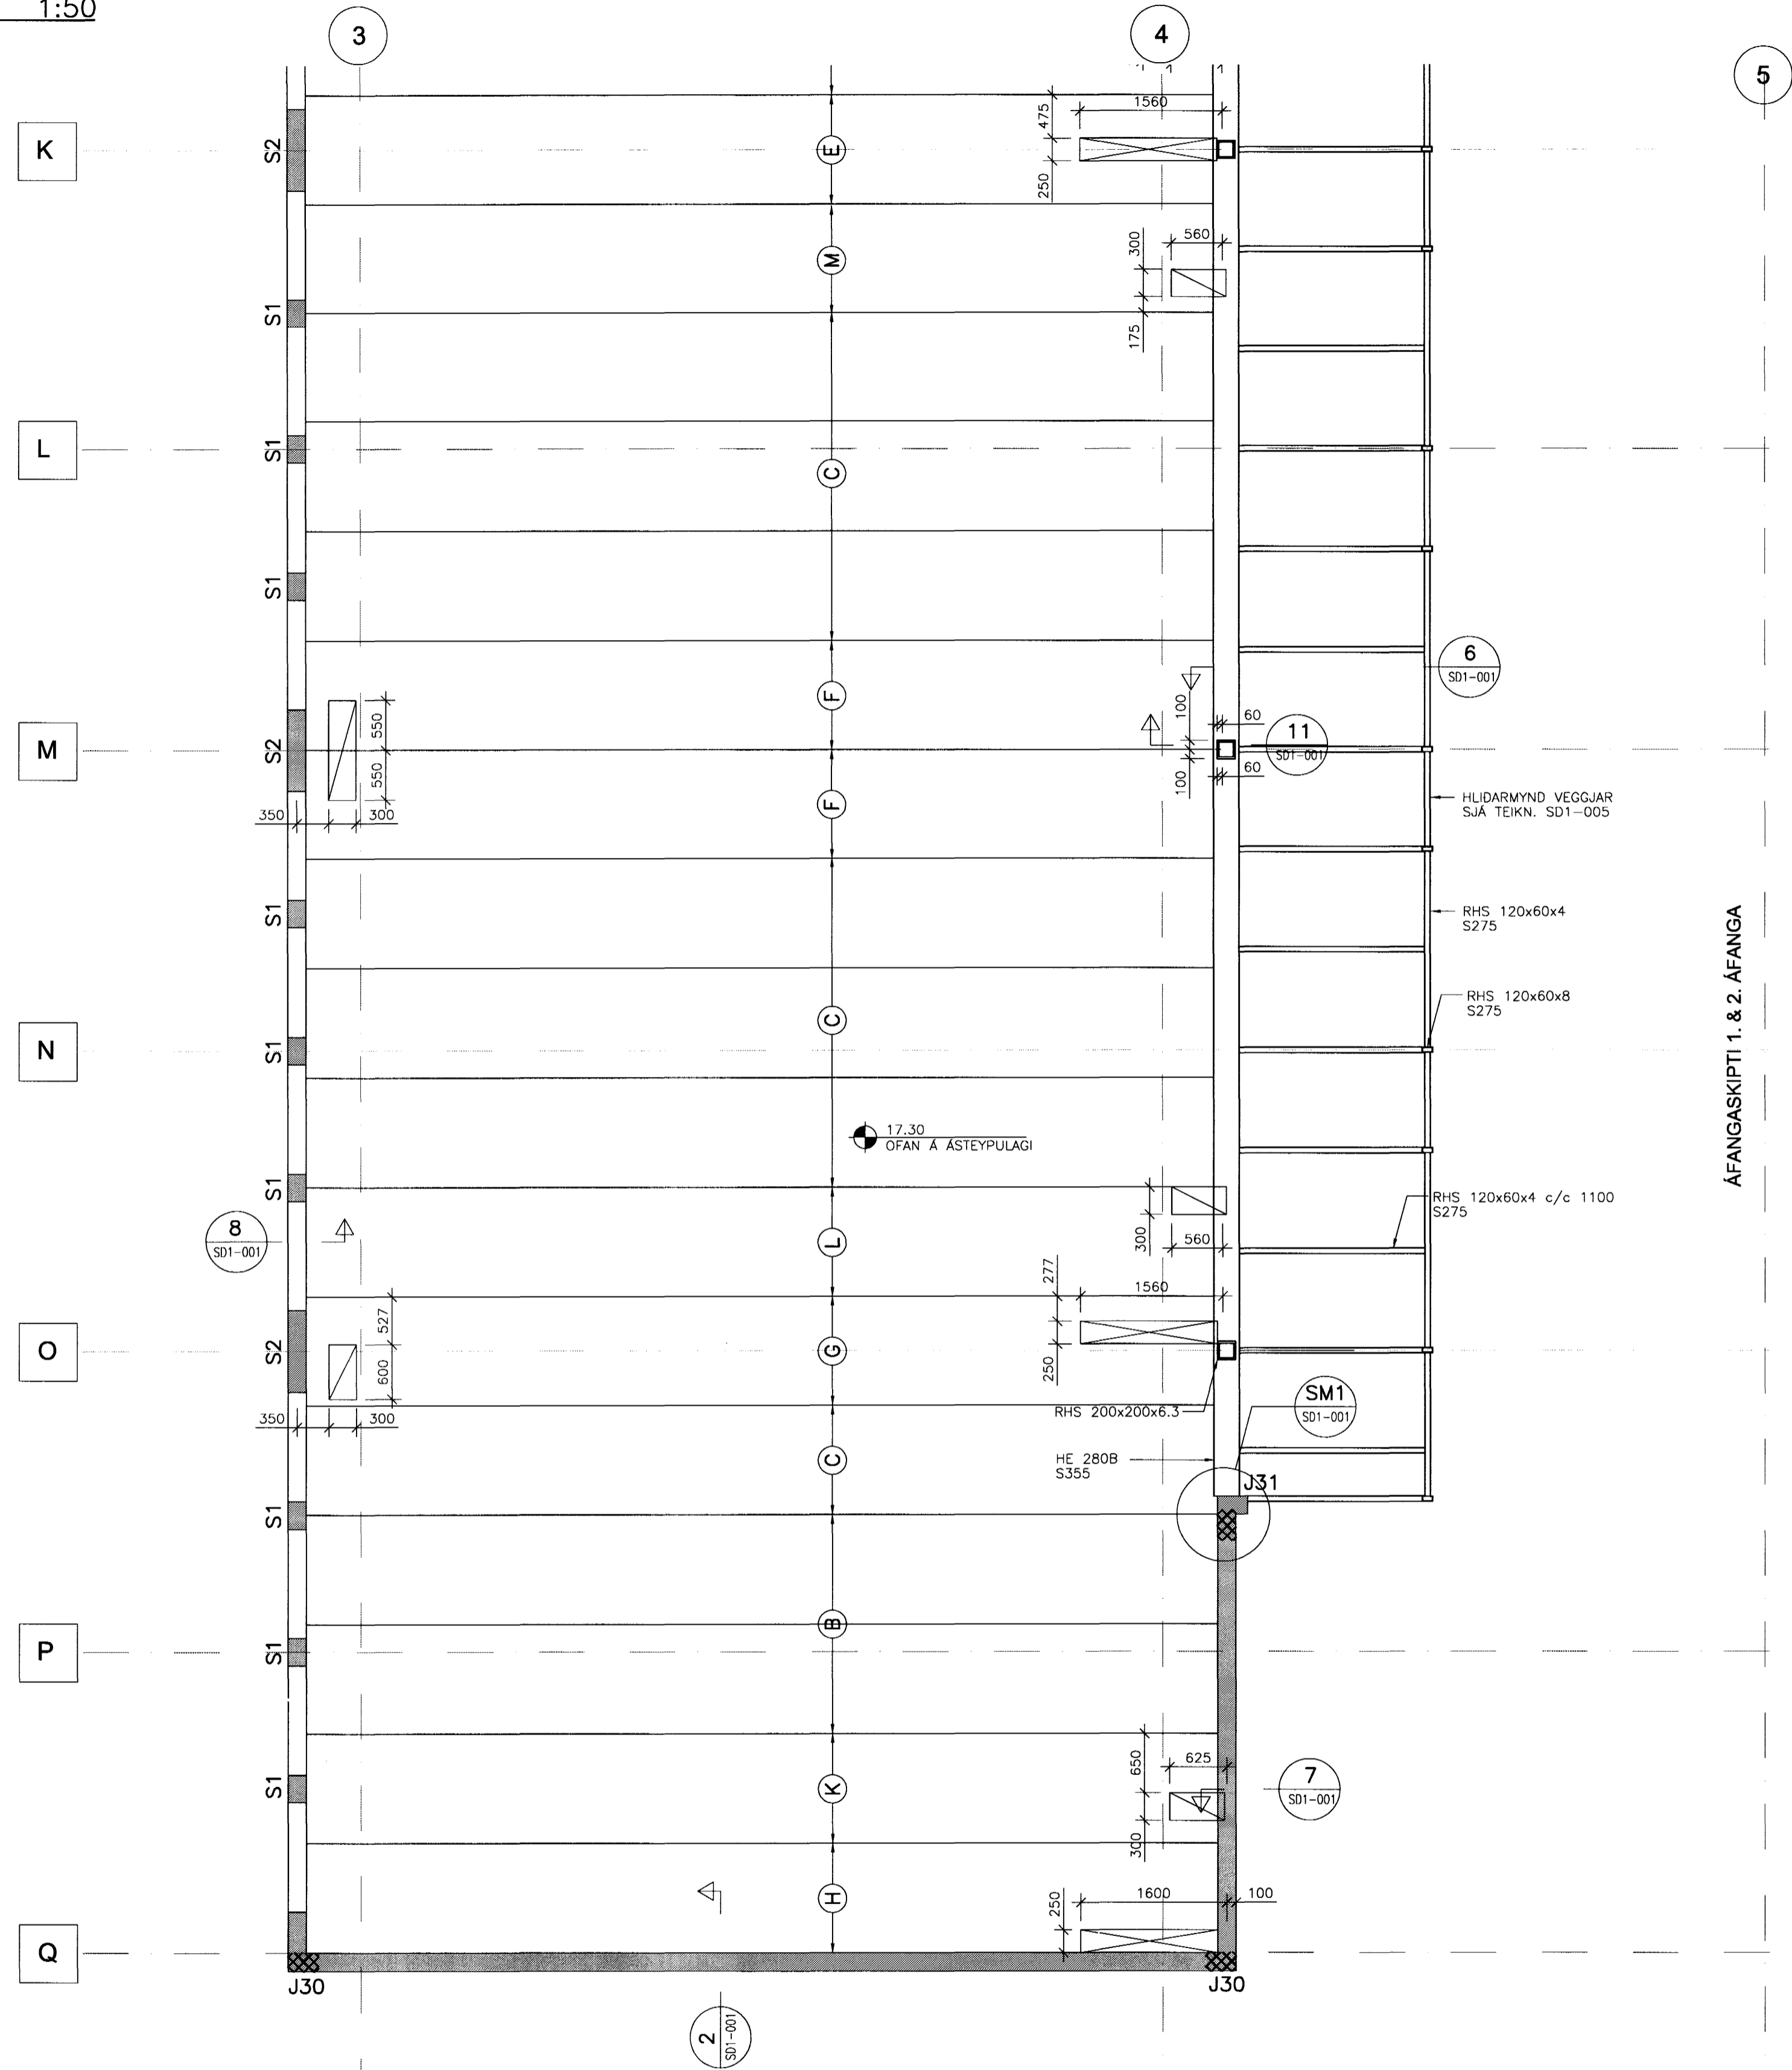 1:50
3
4
5
K
S2
E
475
1560
250
M
300
560
175
S1
L
S1
C
S1
F
6
SD1-001
M
S2
550
550
350
300
100
60
100
60
11
SD1-001
F
HLIÐARMYND VEGGJAR
SJÁ TEIKN. SD1-005
S1
RHS 120x60x4
S275
RHS 120x60x8
S275
ÁFANGASKIPTI 1. & 2. ÁFANGA
N
S1
C
17.30
OFAN Á ÁSTEYPULAGI
S1
8
SD1-001
L
300
560
RHS 120x60x4 c/c 1100
S275
277
1560
527
600
O
S2
G
250
350
300
RHS 200x200x6.3
SM1
SD1-001
C
HE 280B
S355
J31
S1
B
P
S1
650
625
S1
K
7
SD1-001
300
H
250
1600
100
Q
J30
J30
2
SD1-001